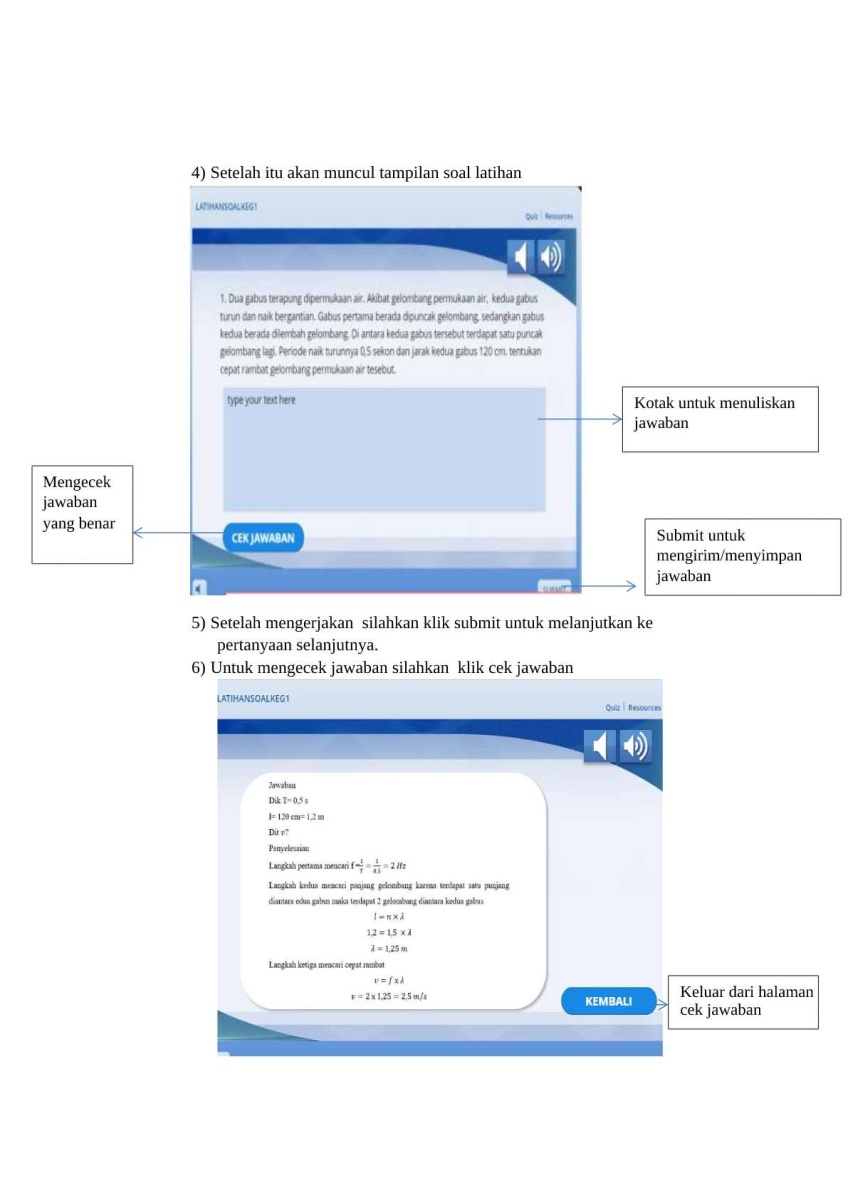 4) Setelah itu akan muncul tampilan soal latihan
LATIHANSOALKEG1
Quiz | Resources
1. Dua gabus terapung dipermukaan air. Akibat gelombang permukaan air, kedua gabus
turun dan naik bergantian. Gabus pertama berada dipuncak gelombang, sedangkan gabus
kedua berada dilembah gelombang. Di antara kedua gabus tersebut terdapat satu puncak
gelombang lagi. Periode naik turunnya 0,5 sekon dan jarak kedua gabus 120 cm. tentukan
cepat rambat gelombang permukaan air tesebut.
type your text here
Kotak untuk menuliskan
jawaban
Mengecek
jawaban
yang benar
CEK JAWABAN
Submit untuk
mengirim/menyimpan
jawaban
SUBMIT
5) Setelah mengerjakan silahkan klik submit untuk melanjutkan ke
pertanyaan selanjutnya.
6) Untuk mengecek jawaban silahkan klik cek jawaban
LATIHANSOALKEG1
Quiz | Resources
Jawaban
Dik T= 0,5 s
l= 120 cm= 1,2 m
Dit v?
Penyelesaian
Langkah pertama mencari f = 1/T = 1/0,5 = 2 Hz
Langkah kedua mencari panjang gelombang karena terdapat satu punjang
diantara edua gabus maka terdapat 2 gelombang diantara kedua gabus
l = n × λ
1,2 = 1,5 × λ
λ = 1,25 m
Langkah ketiga mencari cepat rambat
v = f x λ
v = 2 x 1,25 = 2,5 m/s
KEMBALI
Keluar dari halaman
cek jawaban